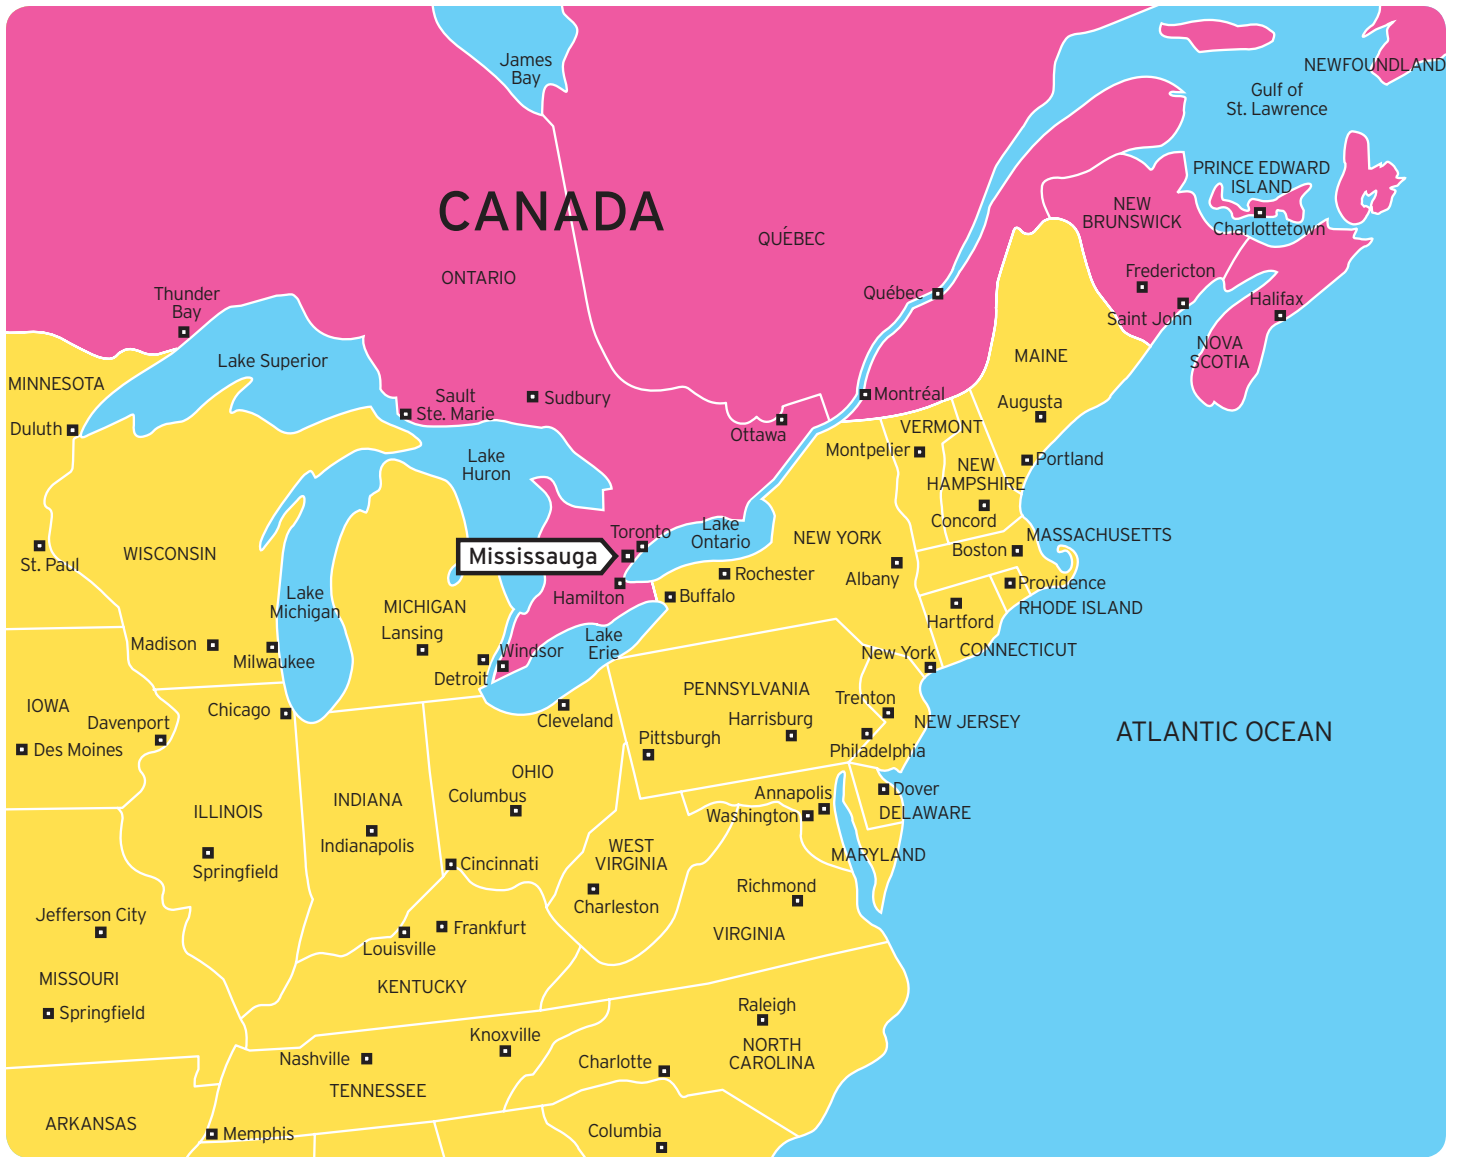 James
Bay
NEWFOUNDLAND
Gulf of
St. Lawrence
PRINCE EDWARD
ISLAND
Charlottetown
CANADA
NEW
BRUNSWICK
QUÉBEC
ONTARIO
Fredericton
Québec
Thunder
Bay
Halifax
Saint John
NOVA
SCOTIA
Lake Superior
MAINE
MINNESOTA
Sault
Ste. Marie
Sudbury
Montréal
Augusta
Duluth
Ottawa
VERMONT
Montpelier
Portland
Lake
Huron
NEW
HAMPSHIRE
Concord
Toronto
Lake
Ontario
NEW YORK
MASSACHUSETTS
Boston
WISCONSIN
Mississauga
St. Paul
Rochester
Albany
Providence
Lake
Michigan
MICHIGAN
Hamilton
Buffalo
RHODE ISLAND
Hartford
Lansing
Lake
Erie
Madison
Milwaukee
Windsor
Detroit
New York
CONNECTICUT
PENNSYLVANIA
Trenton
IOWA
Chicago
Davenport
Cleveland
Harrisburg
NEW JERSEY
ATLANTIC OCEAN
Des Moines
Pittsburgh
Philadelphia
OHIO
Columbus
Annapolis
Dover
INDIANA
ILLINOIS
Washington
DELAWARE
Indianapolis
WEST
VIRGINIA
MARYLAND
Springfield
Cincinnati
Richmond
Charleston
Jefferson City
Frankfurt
VIRGINIA
Louisville
MISSOURI
KENTUCKY
Springfield
Raleigh
Knoxville
NORTH
CAROLINA
Nashville
Charlotte
TENNESSEE
ARKANSAS
Memphis
Columbia